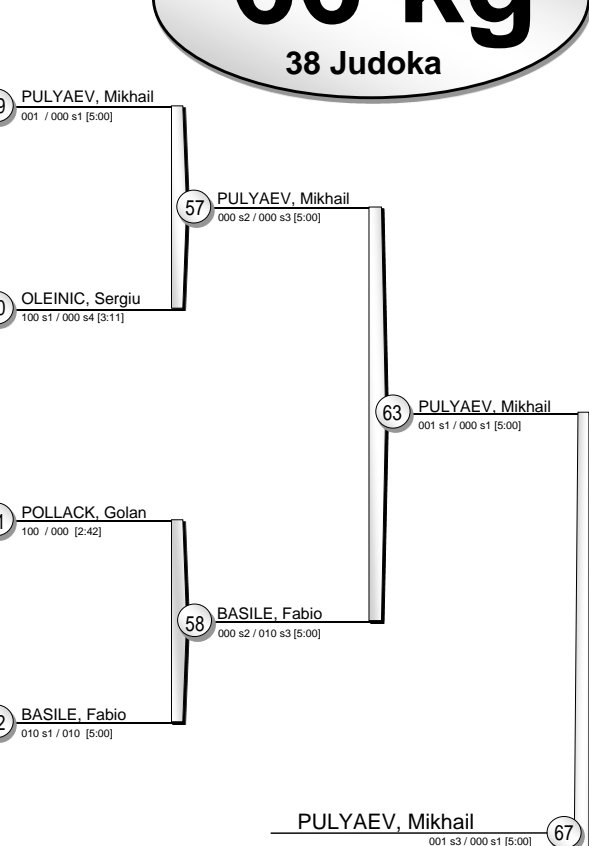 kg
38 Judoka
PULYAEV, Mikhail
001 / 000 s1 [5:00]
57
PULYAEV, Mikhail
000 s2 / 000 s3 [5:00]
OLEINIC, Sergiu
100 s1 / 000 s4 [3:11]
63
PULYAEV, Mikhail
001 s1 / 000 s1 [5:00]
POLLACK, Golan
100 / 000 [2:42]
58
BASILE, Fabio
000 s2 / 010 s3 [5:00]
BASILE, Fabio
010 s1 / 010 [5:00]
PULYAEV, Mikhail
001 s3 / 000 s1 [5:00]
67